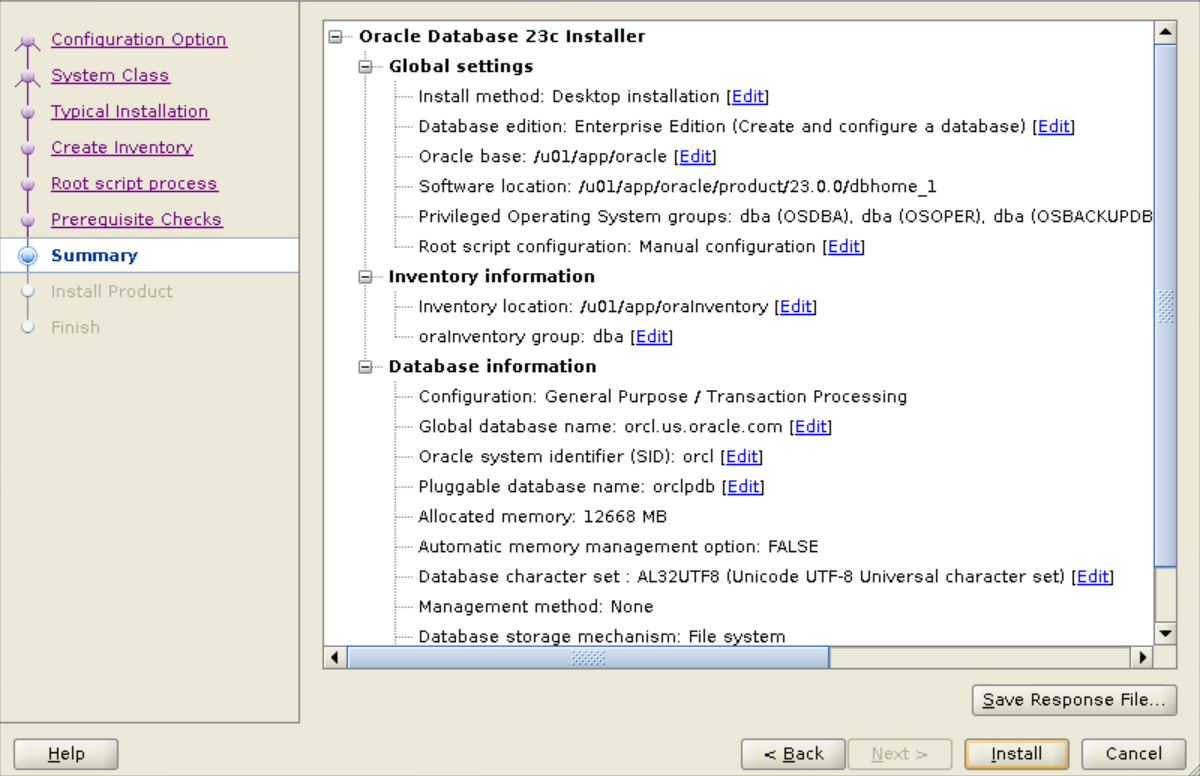 Configuration Option
System Class
Typical Installation
Create Inventory
Root script process
Prerequisite Checks
Summary
Install Product
Finish
Oracle Database 23c Installer
Global settings
Install method: Desktop installation [Edit]
Database edition: Enterprise Edition (Create and configure a database) [Edit]
Oracle base: /u01/app/oracle [Edit]
Software location: /u01/app/oracle/product/23.0.0/dbhome_1
Privileged Operating System groups: dba (OSDBA), dba (OSOPER), dba (OSBACKUPDB
Root script configuration: Manual configuration [Edit]
Inventory information
Inventory location: /u01/app/oraInventory [Edit]
oraInventory group: dba [Edit]
Database information
Configuration: General Purpose / Transaction Processing
Global database name: orcl.us.oracle.com [Edit]
Oracle system identifier (SID): orcl [Edit]
Pluggable database name: orclpdb [Edit]
Allocated memory: 12668 MB
Automatic memory management option: FALSE
Database character set : AL32UTF8 (Unicode UTF-8 Universal character set) [Edit]
Management method: None
Database storage mechanism: File system
Save Response File...
Help
< Back
Next >
Install
Cancel